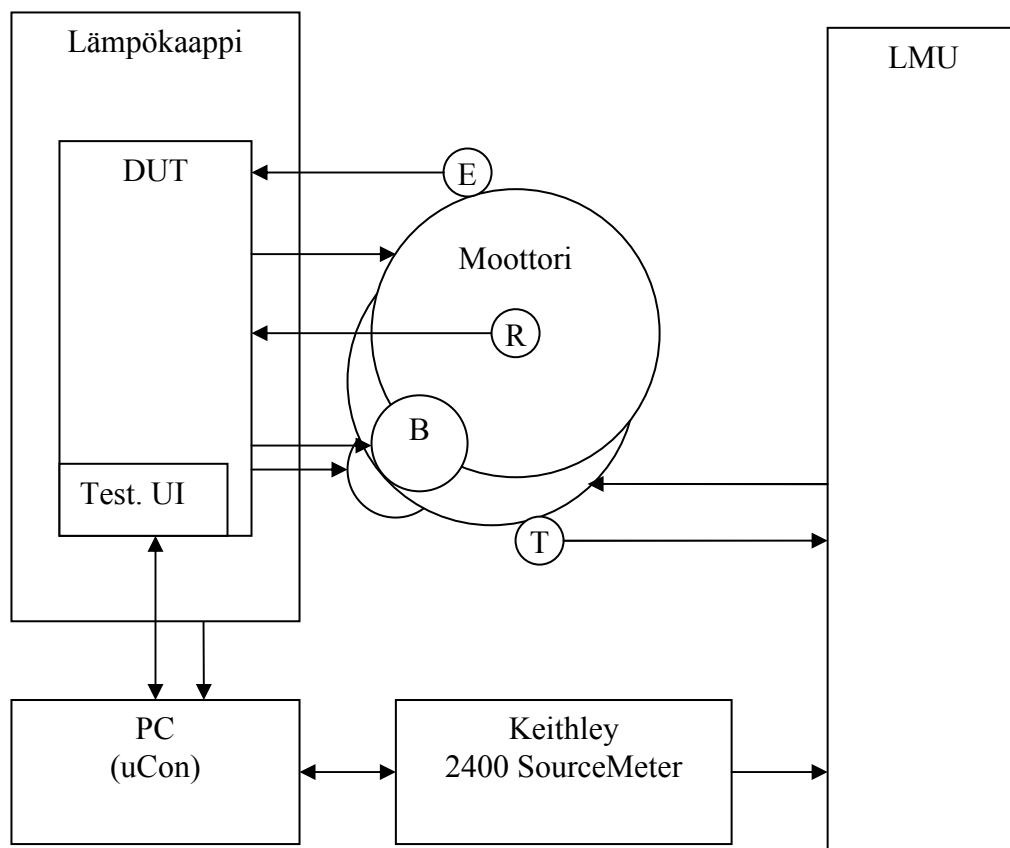 Lämpökaappi
LMU
DUT
E
Moottori
R
B
Test. UI
T
PC
(uCon)
Keithley
2400 SourceMeter